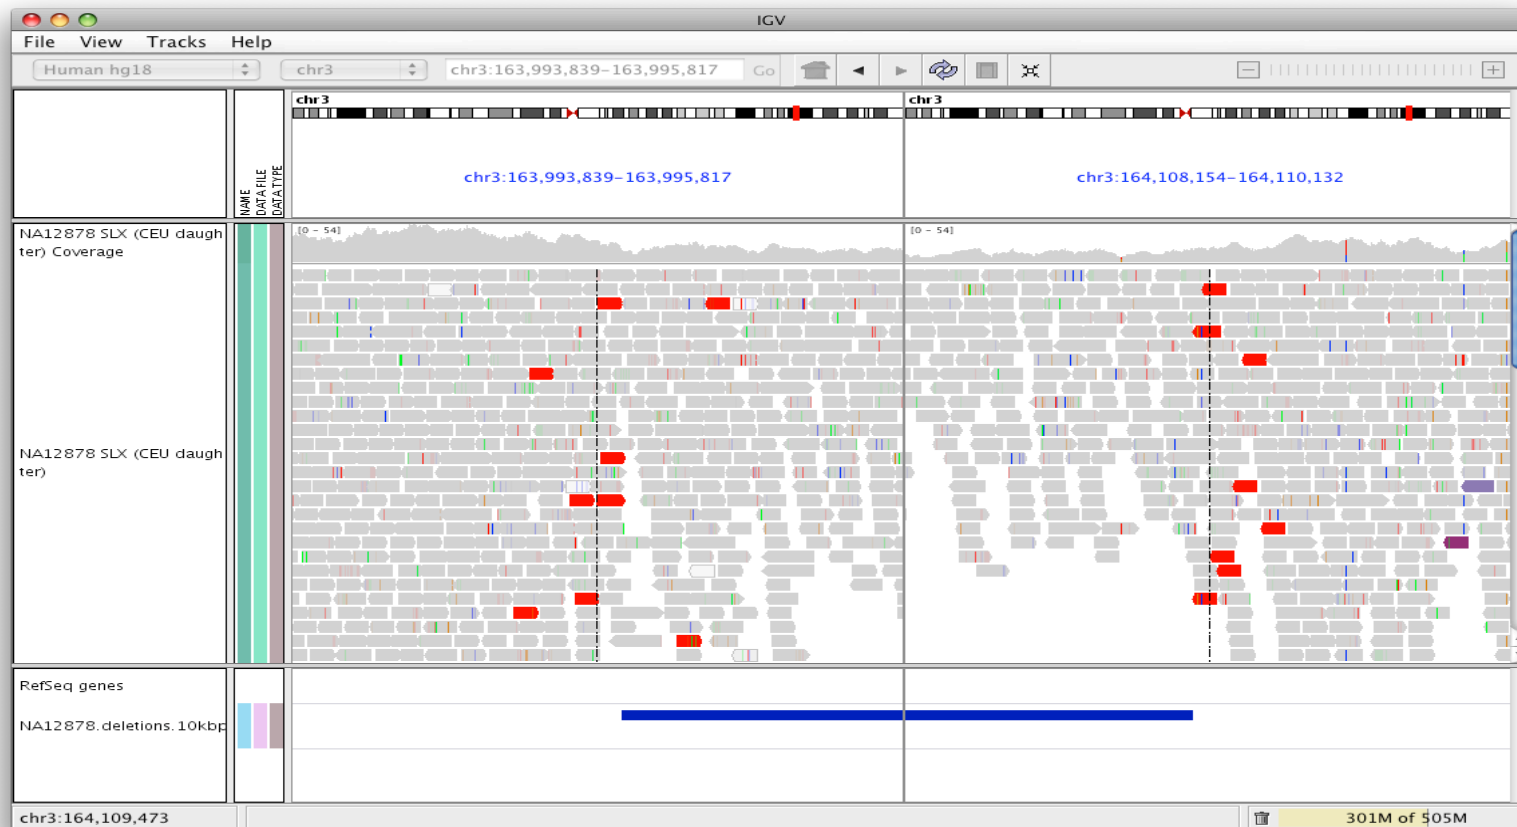 IGV
File View Tracks Help
Human hg18 chr3 chr3:163,993,839-163,995,817 Go
chr3 chr3
NAME
DATA FILE
DATA TYPE
chr3:163,993,839-163,995,817 chr3:164,108,154-164,110,132
NA12878 SLX (CEU daugh
ter) Coverage
[0 - 54] [0 - 54]
NA12878 SLX (CEU daugh
ter)
RefSeq genes
NA12878.deletions.10kbp
chr3:164,109,473 301M of 505M